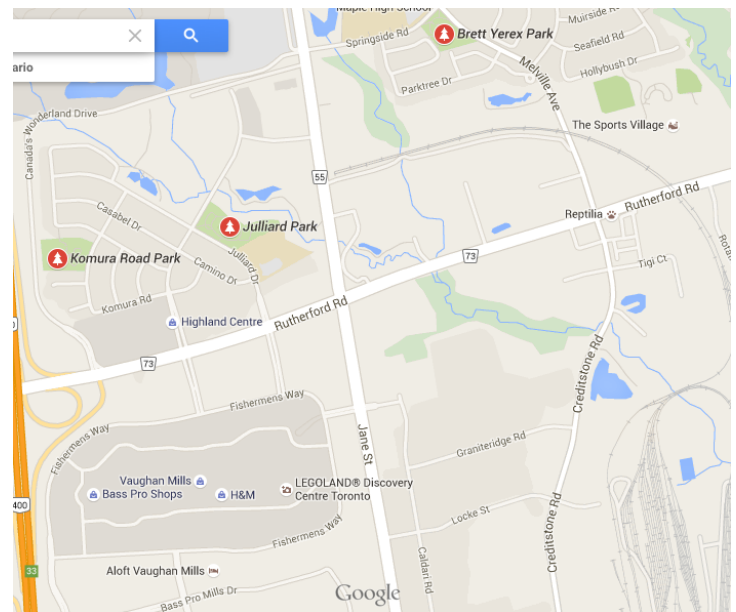 Maple High School
Springside Rd
Brett Yerex Park
Muirside Rd
Seafield Rd
Hollybush Dr
ario
Parktree Dr
Melville Ave
Canada's Wonderland Drive
The Sports Village
55
Casabel Dr
Julliard Park
Reptilia
Rutherford Rd
Komura Road Park
Camino Dr
Julliard Dr
73
Tigi Ct
Komura Rd
Highland Centre
Rutherford Rd
73
Creditstone Rd
Fishermens Way
Fishermens Way
Jane St
Graniteridge Rd
Vaughan Mills
LEGOLAND® Discovery
Centre Toronto
Bass Pro Shops
H&M
400
Locke St
Fishermens Way
Creditstone Rd
Caldari Rd
33
Aloft Vaughan Mills
Bass Pro Mills Dr
Google